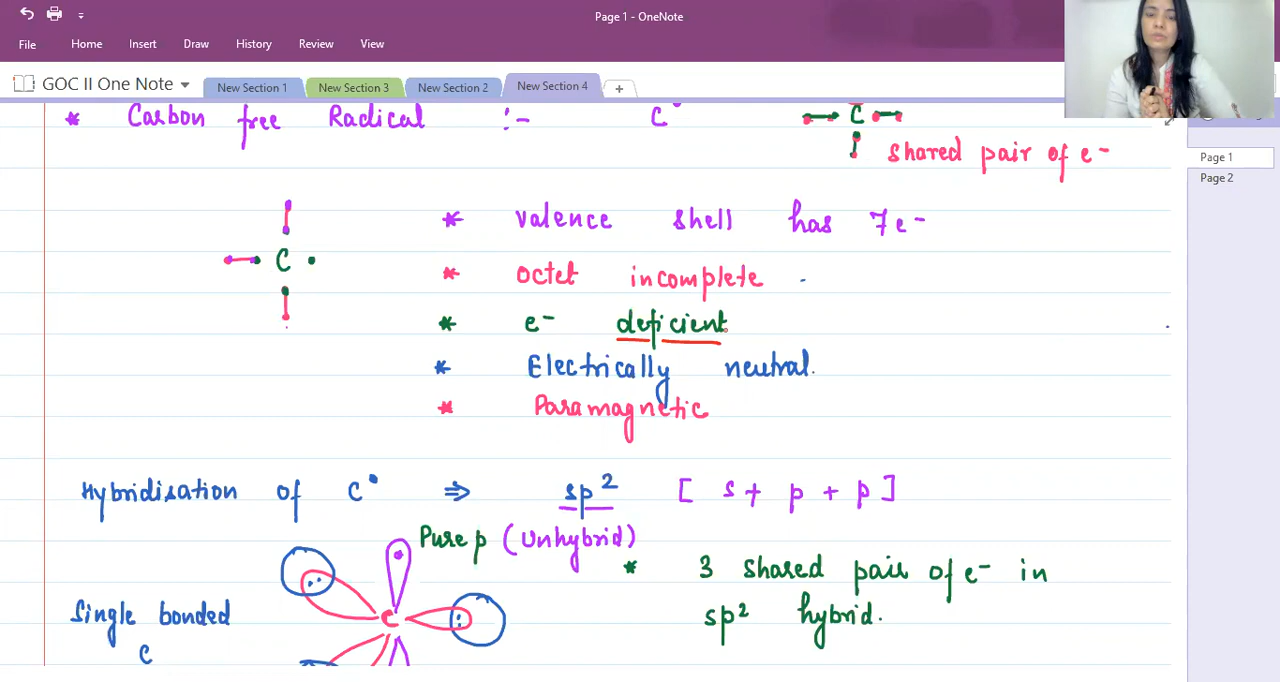 Page 1 - OneNote
File Home Insert Draw History Review View
GOC II One Note
New Section 1 New Section 3 New Section 2 New Section 4 +
Page 1
Page 2
* Carbon free Radical :- C•
C
shared pair of e-
C •
* valence shell has 7e-
* octet incomplete
* e- deficient
* Electrically neutral.
* Paramagnetic
Hybridisation of C• ⇒ sp² [ s + p + p ]
Pure p (Unhybrid)
* 3 shared pair of e- in
sp² hybrid.
Single bonded
C
C